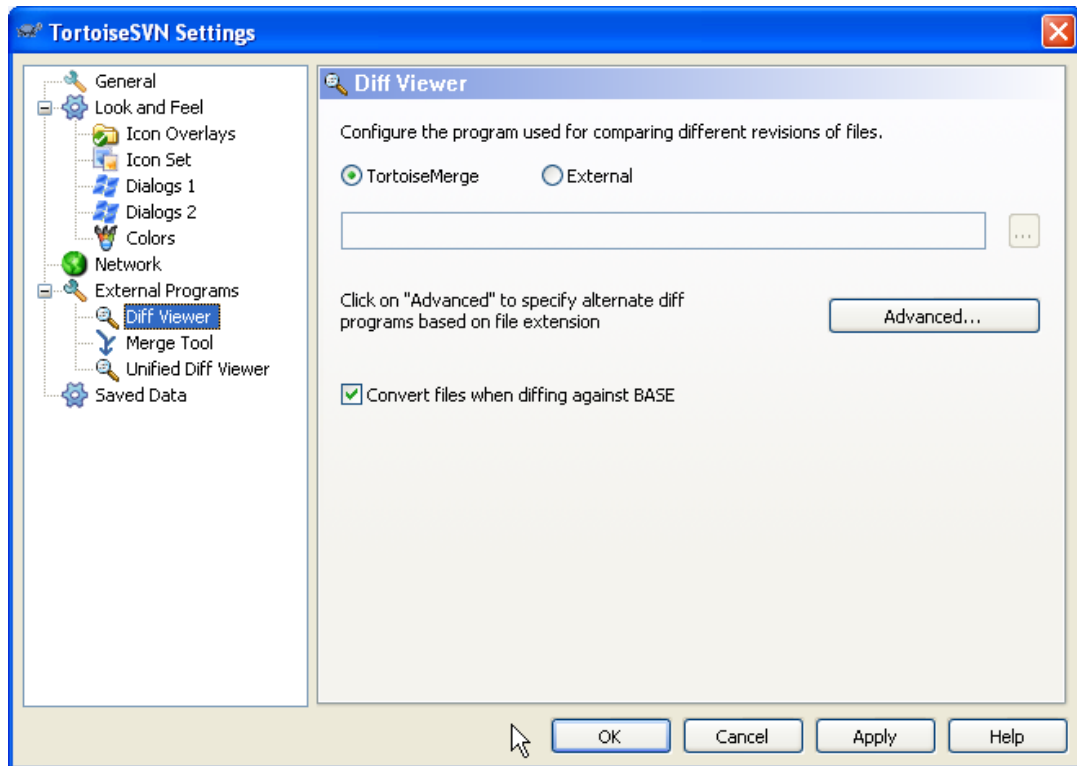 TortoiseSVN Settings
General
Look and Feel
Icon Overlays
Icon Set
Dialogs 1
Dialogs 2
Colors
Network
External Programs
Diff Viewer
Merge Tool
Unified Diff Viewer
Saved Data
Diff Viewer
Configure the program used for comparing different revisions of files.
TortoiseMerge
External
...
Click on "Advanced" to specify alternate diff
programs based on file extension
Advanced...
Convert files when diffing against BASE
OK
Cancel
Apply
Help